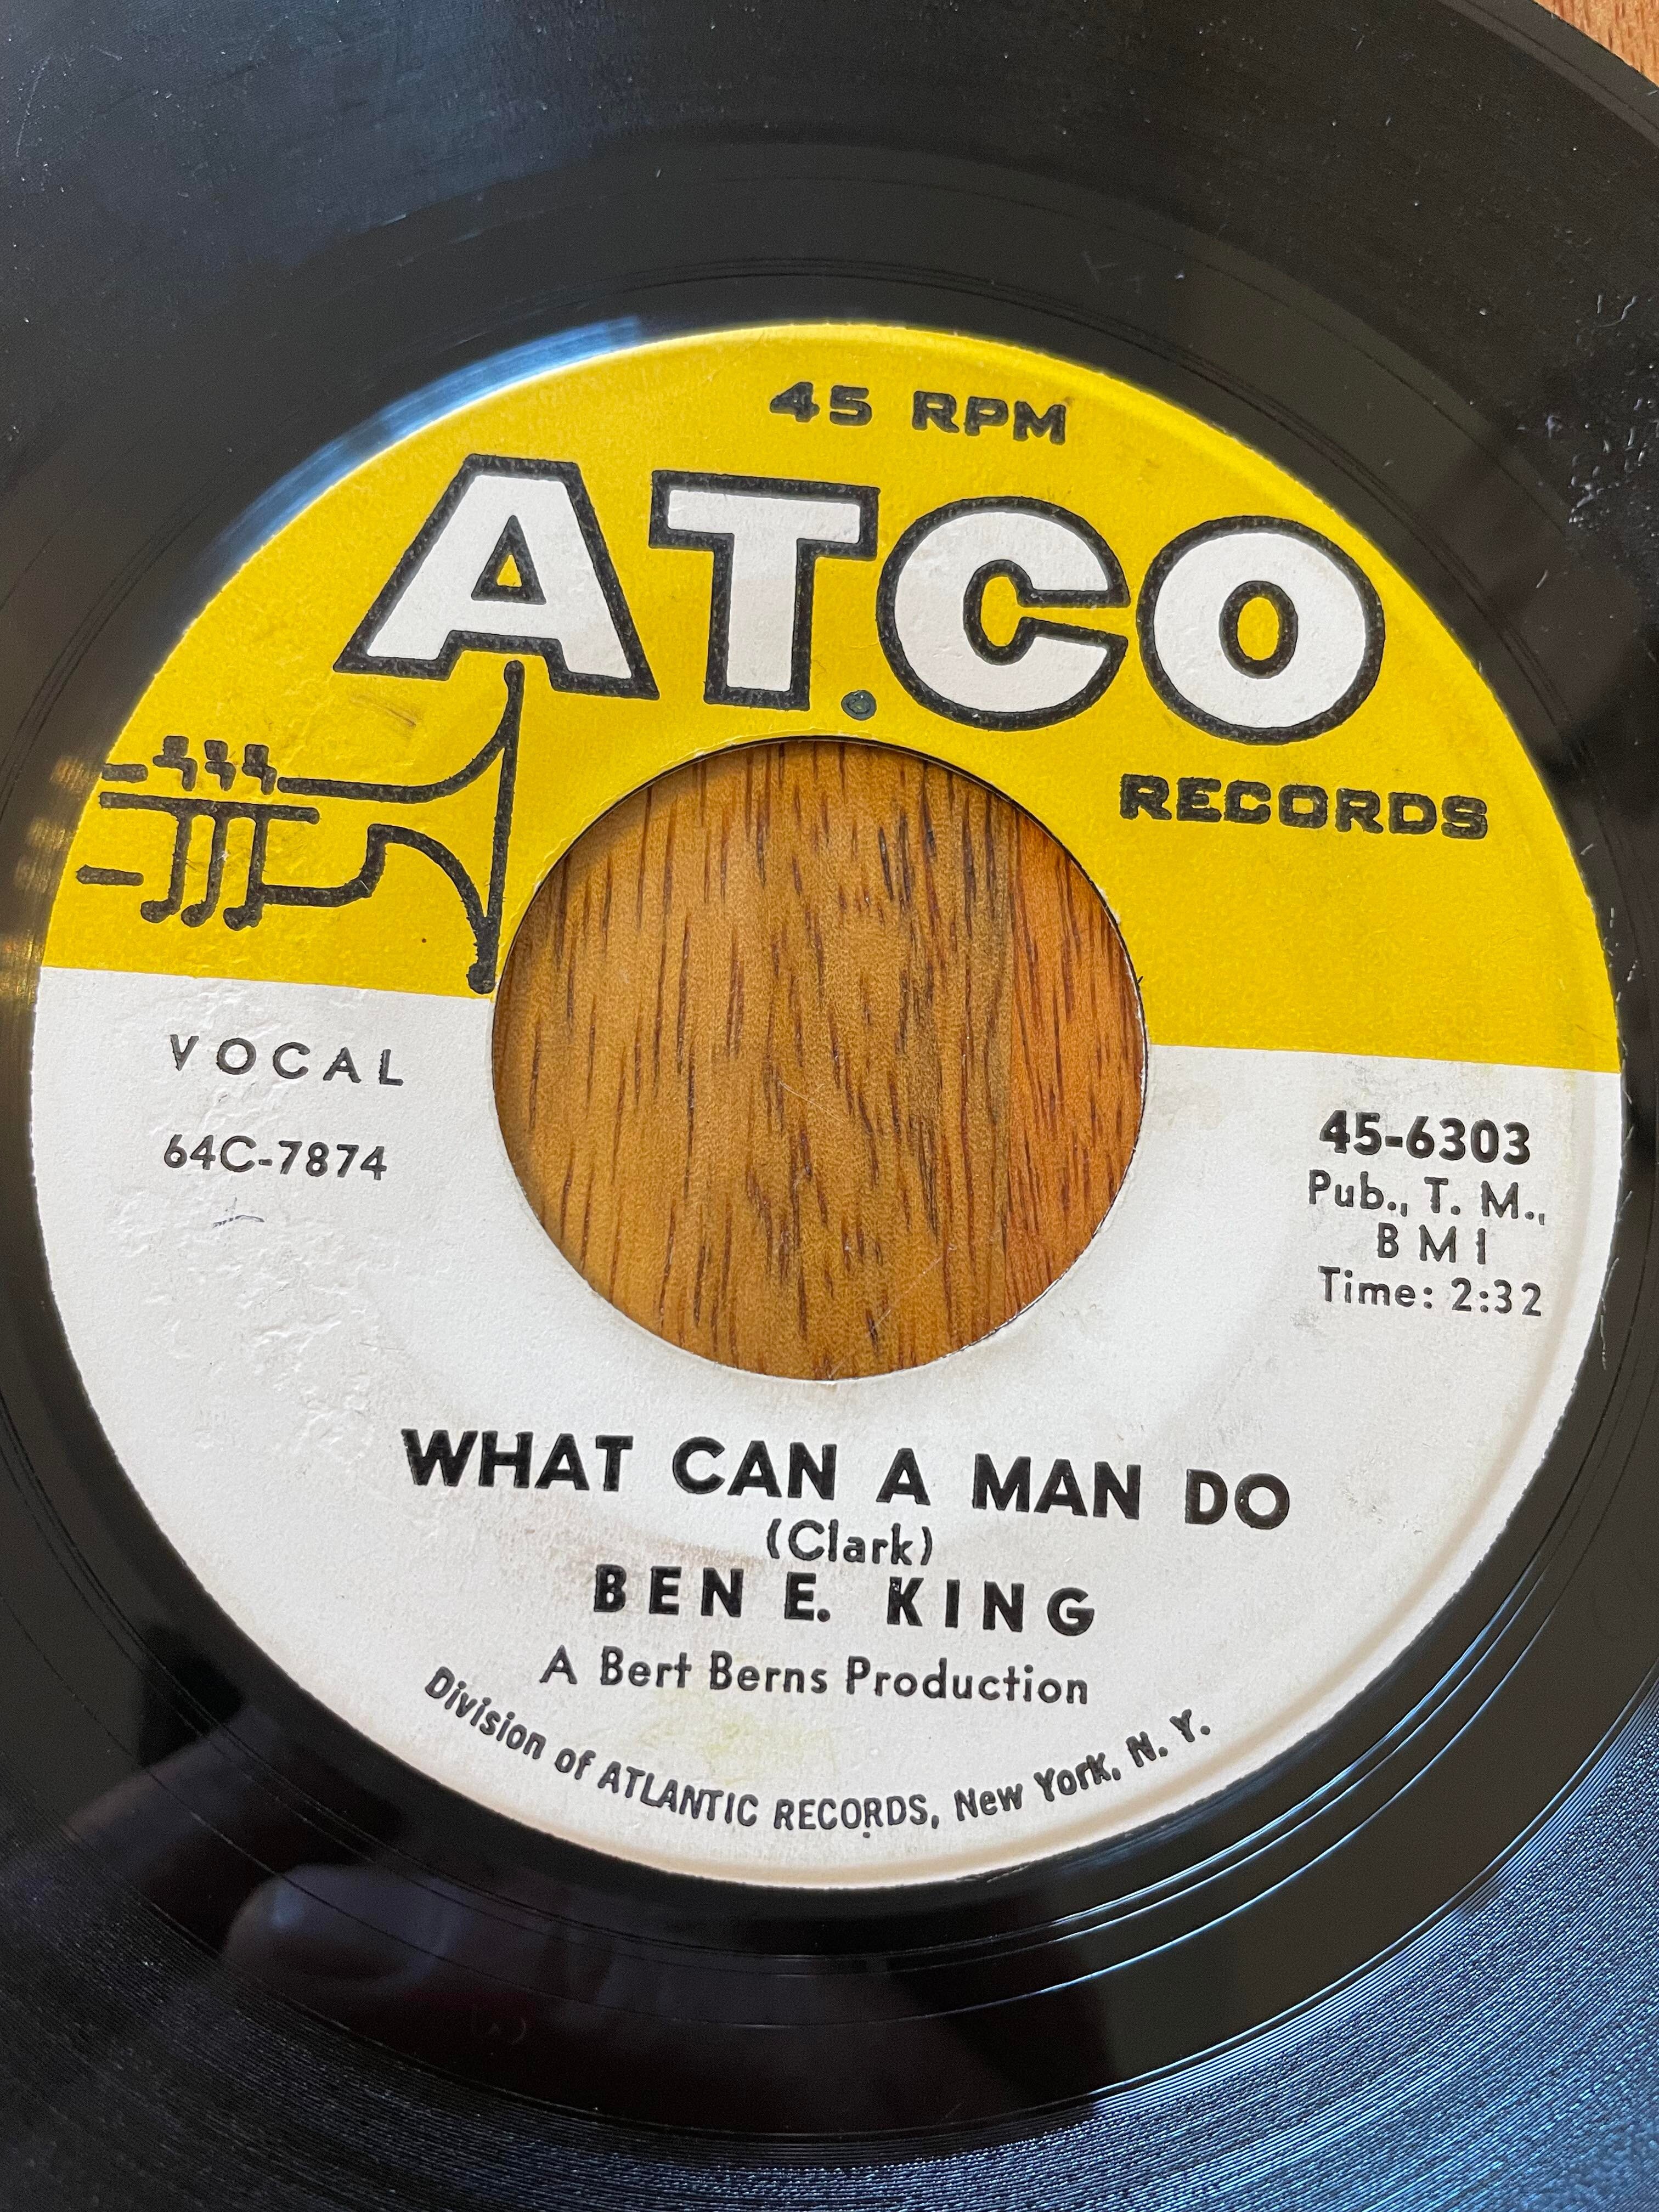 45 RPM
ATCO
RECORDS
VOCAL
64C-7874
45-6303
Pub., T. M.,
BMI
Time: 2:32
WHAT CAN A MAN DO
(Clark)
BEN E. KING
A Bert Berns Production
Division of ATLANTIC RECORDS, New York, N. Y.